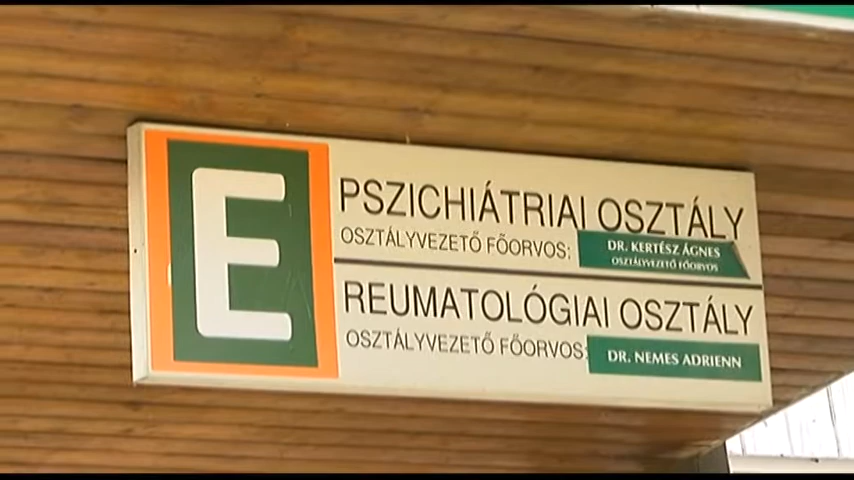 E
PSZICHIÁTRIAI OSZTÁLY
OSZTÁLYVEZETŐ FŐORVOS: DR. KERTÉSZ ÁGNES
OSZTÁLYVEZETŐ FŐORVOS
REUMATOLÓGIAI OSZTÁLY
OSZTÁLYVEZETŐ FŐORVOS: DR. NEMES ADRIENN